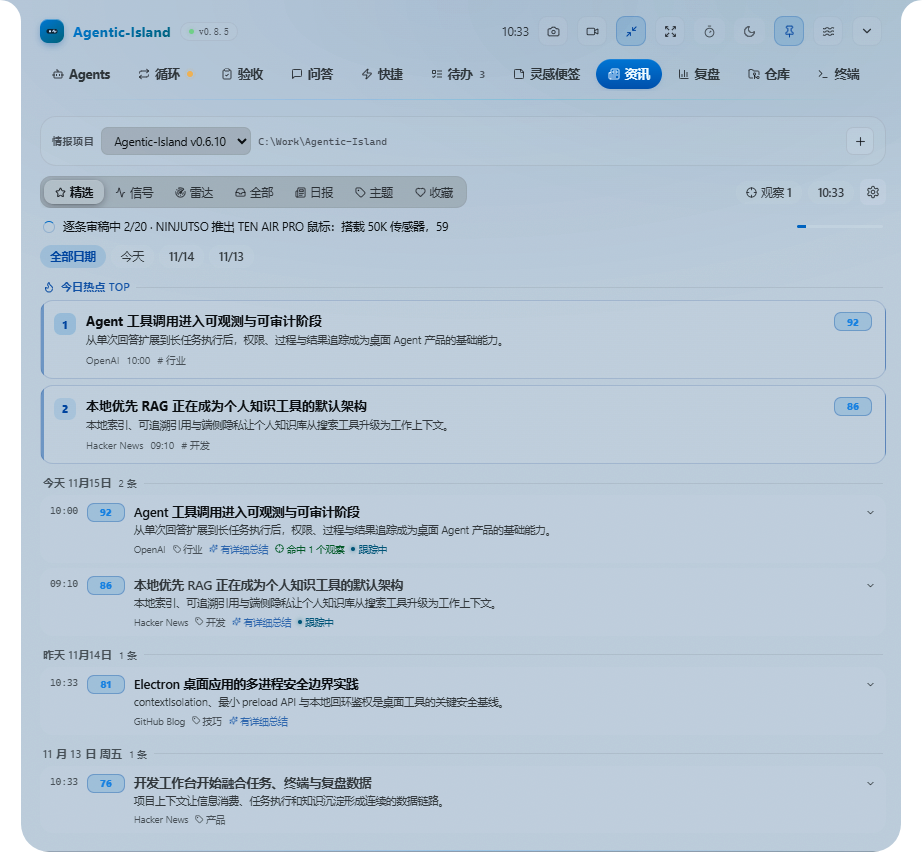 Agentic-Island v0.8.5 10:33
Agents 循环 验收 问答 快捷 待办 3 灵感便签 资讯 复盘 仓库 终端
情报项目 Agentic-Island v0.6.10 C:\Work\Agentic-Island
精选 信号 雷达 全部 日报 主题 收藏 观察 1 10:33
逐条审稿中 2/20 · NINJUTSO 推出 TEN AIR PRO 鼠标：搭载 50K 传感器，59
全部日期 今天 11/14 11/13
今日热点 TOP
1 Agent 工具调用进入可观测与可审计阶段 92
从单次回答扩展到长任务执行后，权限、过程与结果追踪成为桌面 Agent 产品的基础能力。
OpenAI 10:00 # 行业
2 本地优先 RAG 正在成为个人知识工具的默认架构 86
本地索引、可追溯引用与端侧隐私让个人知识库从搜索工具升级为工作上下文。
Hacker News 09:10 # 开发
今天 11月15日 2 条
10:00 92 Agent 工具调用进入可观测与可审计阶段
从单次回答扩展到长任务执行后，权限、过程与结果追踪成为桌面 Agent 产品的基础能力。
OpenAI 行业 有详细总结 命中 1 个观察 跟踪中
09:10 86 本地优先 RAG 正在成为个人知识工具的默认架构
本地索引、可追溯引用与端侧隐私让个人知识库从搜索工具升级为工作上下文。
Hacker News 开发 有详细总结 跟踪中
昨天 11月14日 1 条
10:33 81 Electron 桌面应用的多进程安全边界实践
contextIsolation、最小 preload API 与本地回环鉴权是桌面工具的关键安全基线。
GitHub Blog 技巧 有详细总结
11 月 13 日 周五 1 条
10:33 76 开发工作台开始融合任务、终端与复盘数据
项目上下文让信息消费、任务执行和知识沉淀形成连续的数据链路。
Hacker News 产品